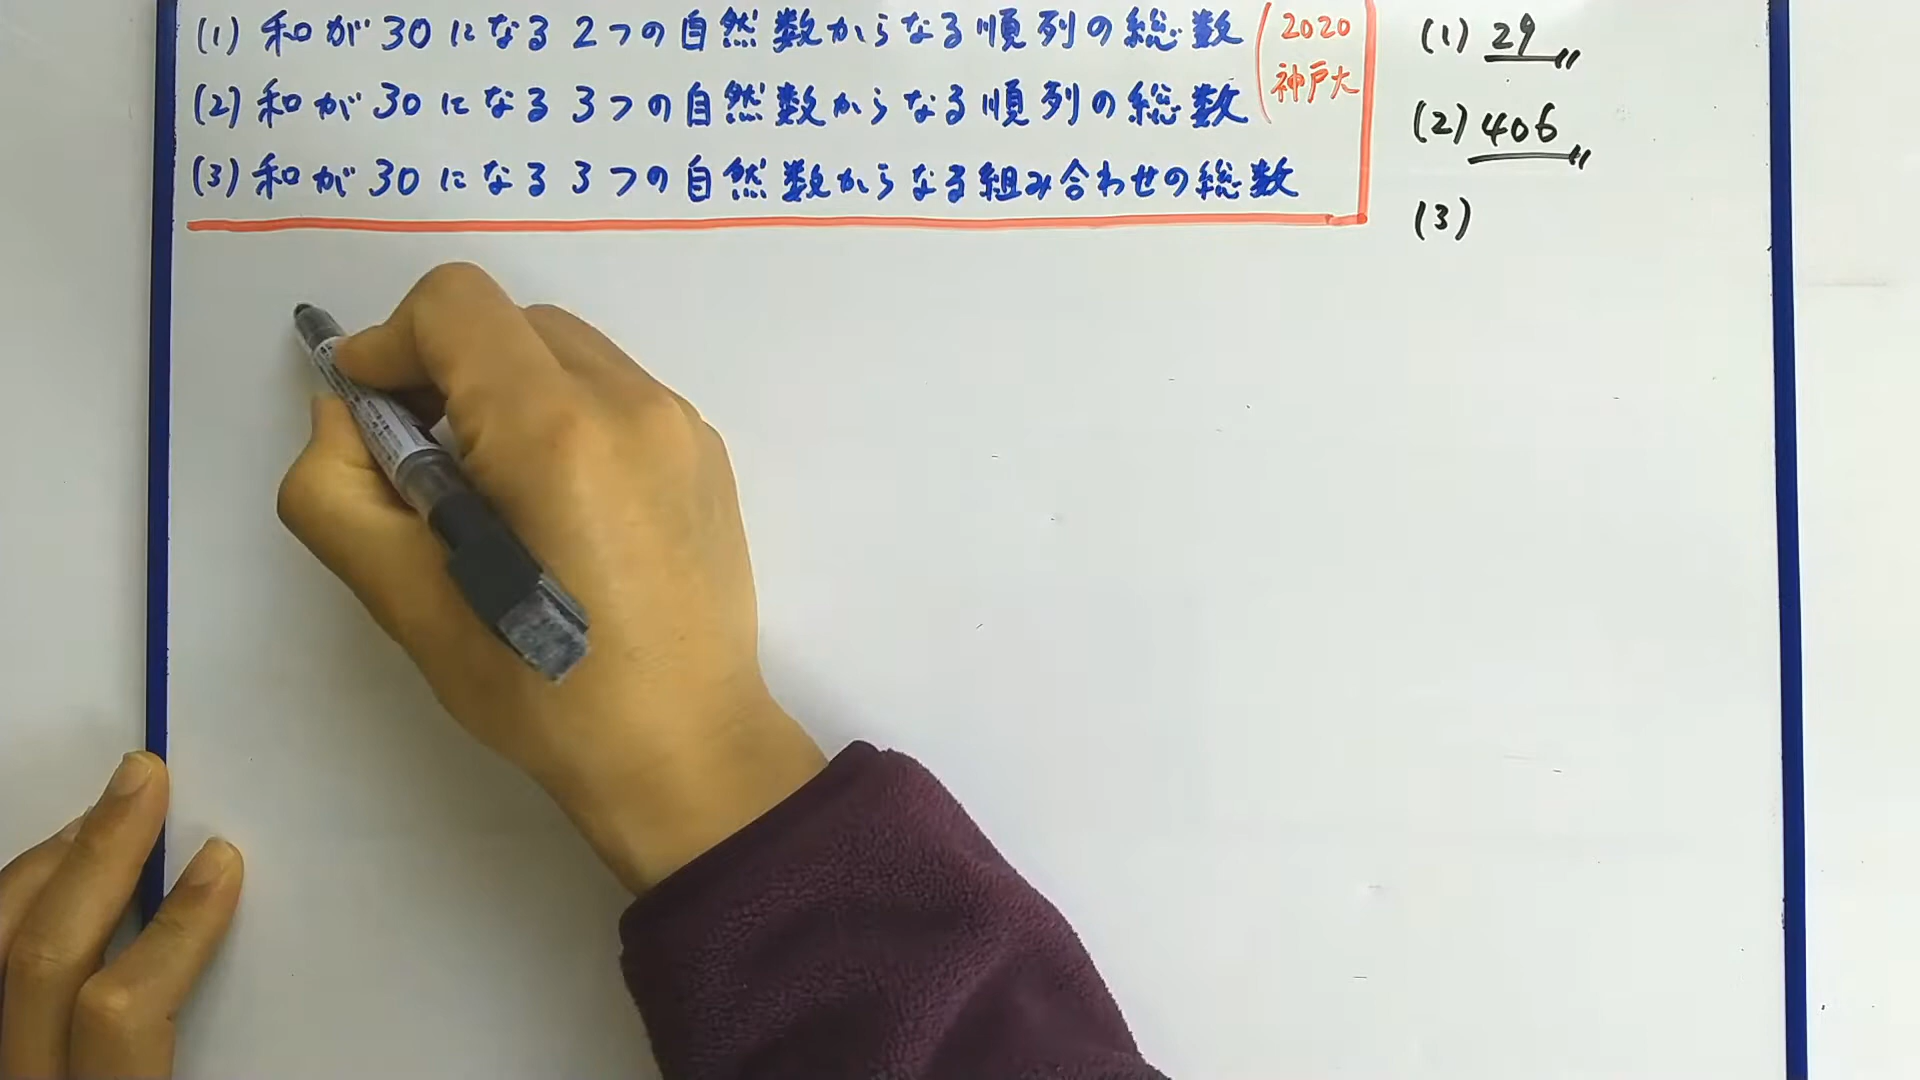 (1) 和が30になる2つの自然数からなる順列の総数
(2) 和が30になる3つの自然数からなる順列の総数
(3) 和が30になる3つの自然数からなる組み合わせの総数
2020
神戸大
(1) 29
(2) 406
(3)